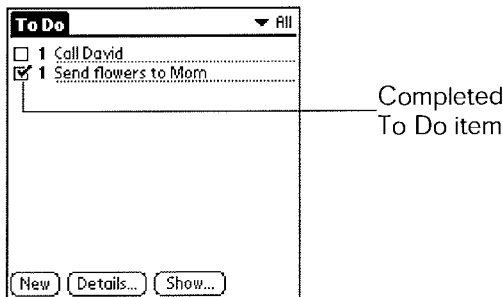 To Do All
1 Call David
1 Send flowers to Mom
Completed
To Do item
New Details... Show...